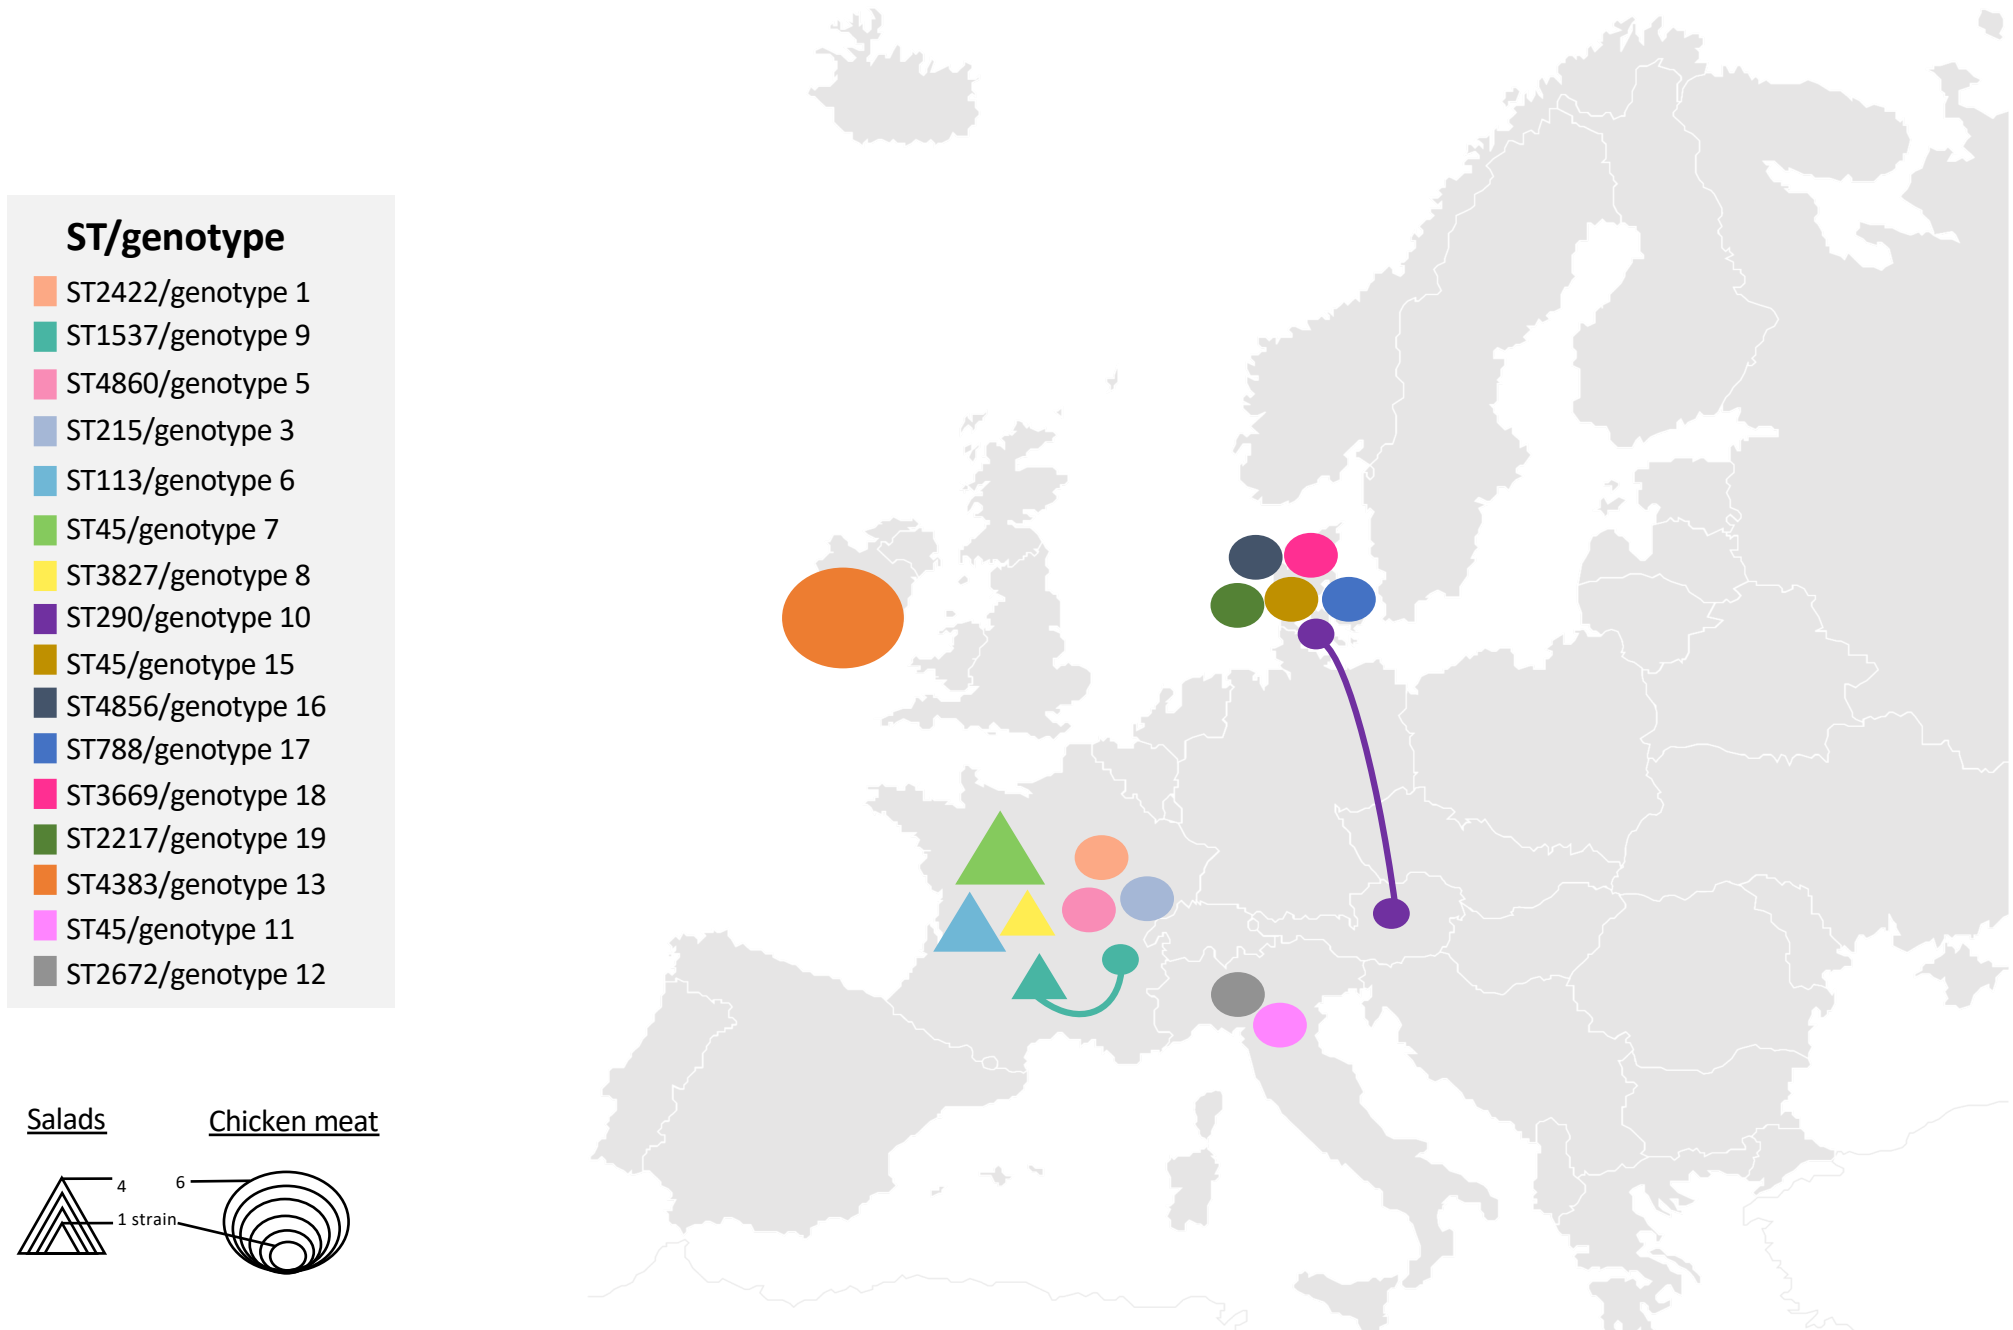 ST/genotype
ST2422/genotype 1
ST1537/genotype 9
ST4860/genotype 5
ST215/genotype 3
ST113/genotype 6
ST45/genotype 7
ST3827/genotype 8
ST290/genotype 10
ST45/genotype 15
ST4856/genotype 16
ST788/genotype 17
ST3669/genotype 18
ST2217/genotype 19
ST4383/genotype 13
ST45/genotype 11
ST2672/genotype 12
Salads Chicken meat
4 6
1 strain